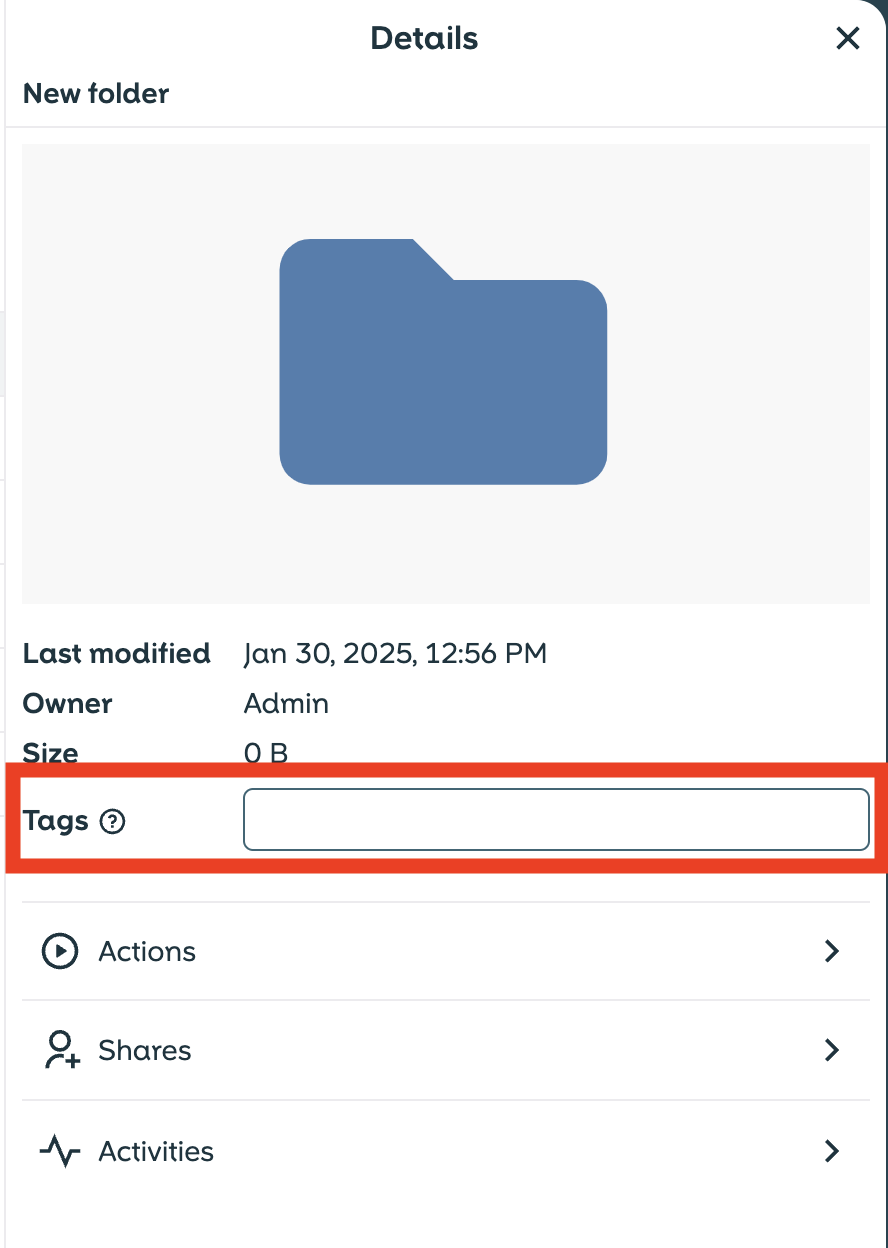 Details
New folder
Last modified Jan 30, 2025, 12:56 PM
Owner Admin
Size 0 B
Tags ?
Actions
Shares
Activities